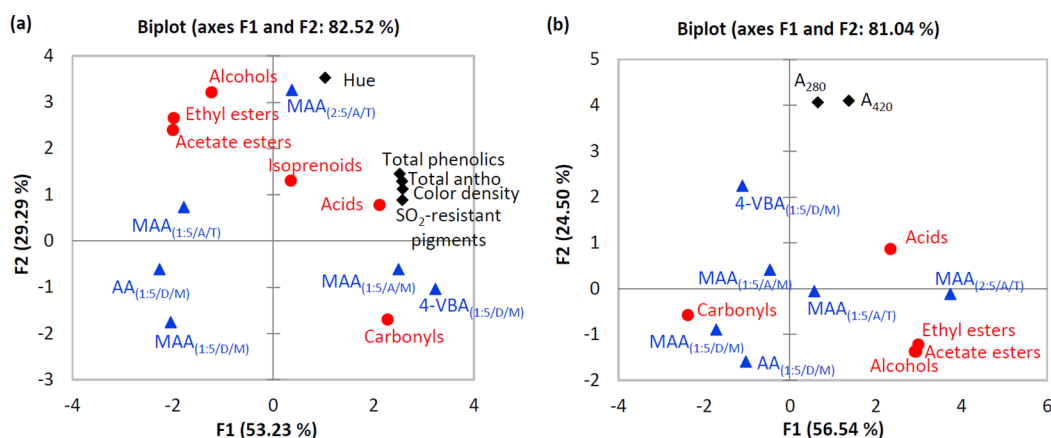 (a)
Biplot (axes F1 and F2: 82.52 %)
4
3
2
1
0
-1
-2
-3
-4
-2
0
2
4
F2 (29.29 %)
F1 (53.23 %)
Alcohols
Hue
Ethyl esters
MAA(2:5/A/T)
Acetate esters
Isoprenoids
Total phenolics
Total antho
Color density
Acids
SO2-resistant
pigments
MAA(1:5/A/T)
AA(1:5/D/M)
MAA(1:5/A/M)
4-VBA(1:5/D/M)
MAA(1:5/D/M)
Carbonyls
(b)
Biplot (axes F1 and F2: 81.04 %)
5
4
3
2
1
0
-1
-2
-4
-2
0
2
4
6
F2 (24.50 %)
F1 (56.54 %)
A280
A420
4-VBA(1:5/D/M)
Acids
MAA(1:5/A/M)
MAA(2:5/A/T)
MAA(1:5/A/T)
Carbonyls
Ethyl esters
MAA(1:5/D/M)
Acetate esters
AA(1:5/D/M)
Alcohols